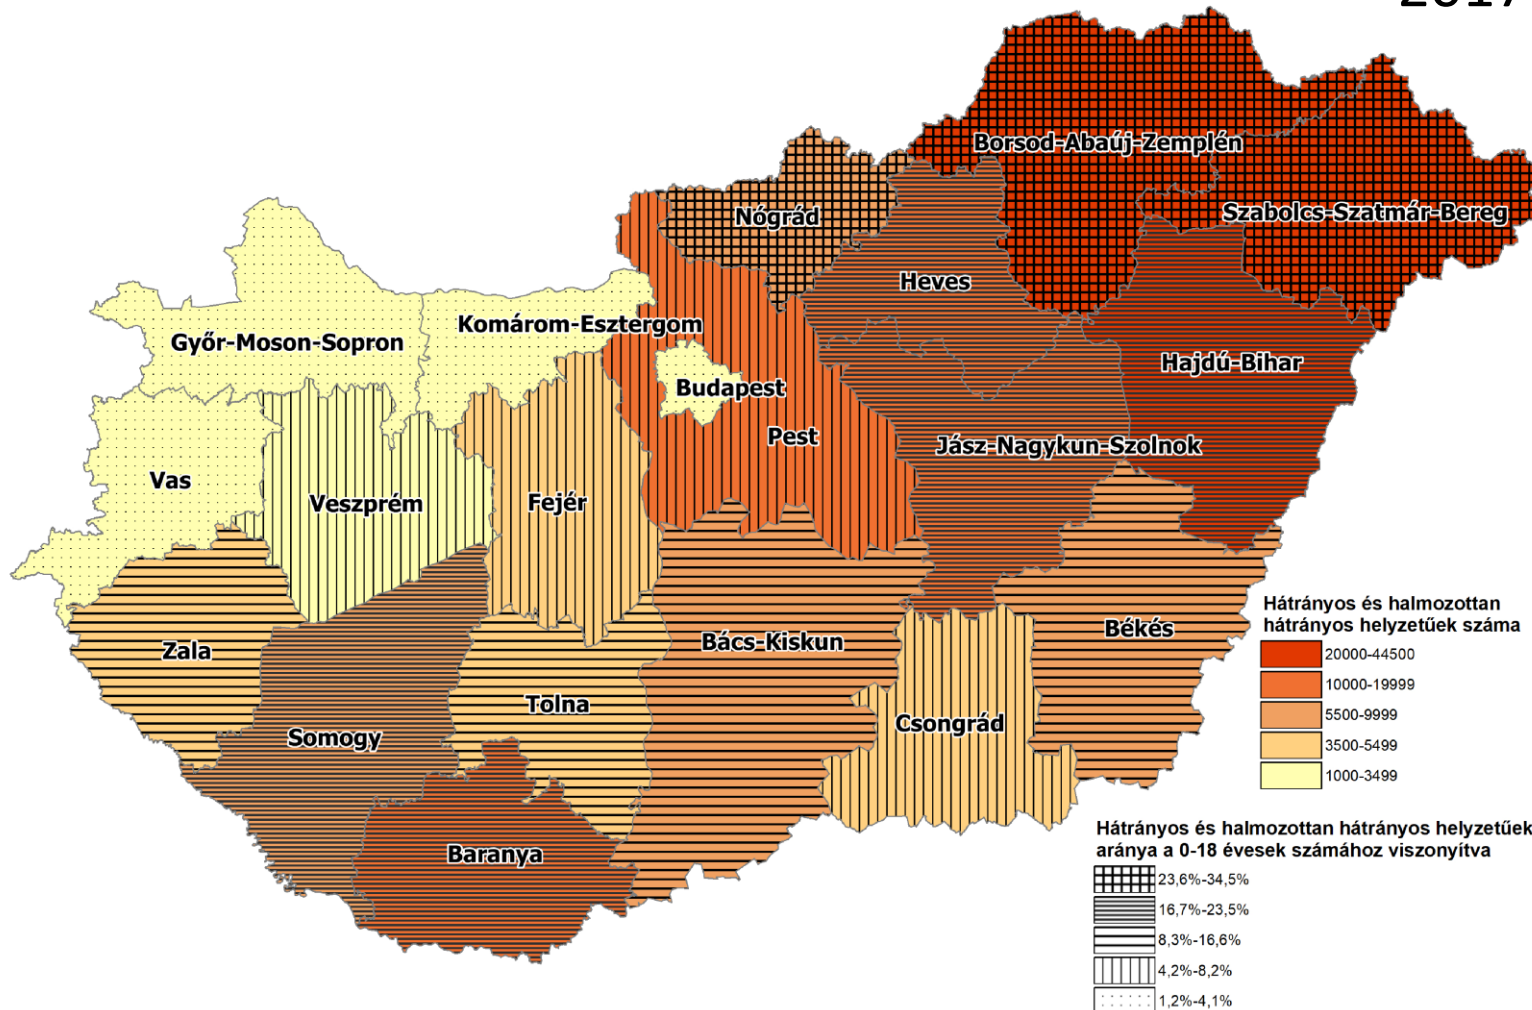 2017
Borsod-Abaúj-Zemplén
Szabolcs-Szatmár-Bereg
Nógrád
Heves
Komárom-Esztergom
Győr-Moson-Sopron
Hajdú-Bihar
Budapest
Pest
Jász-Nagykun-Szolnok
Vas
Veszprém
Fejér
Zala
Bács-Kiskun
Békés
Tolna
Csongrád
Somogy
Baranya
Hátrányos és halmozottan
hátrányos helyzetűek száma
20000-44500
10000-19999
5500-9999
3500-5499
1000-3499
Hátrányos és halmozottan hátrányos helyzetűek
aránya a 0-18 évesek számához viszonyítva
23,6%-34,5%
16,7%-23,5%
8,3%-16,6%
4,2%-8,2%
1,2%-4,1%